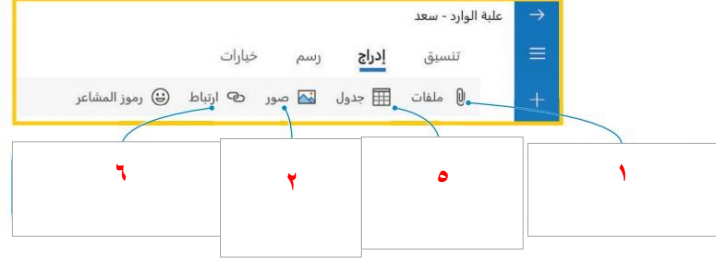 علبة الوارد - سعد
تنسيق إدراج رسم خيارات
ملفات جدول صور ارتباط رموز المشاعر
١ ٥ ٢ ٦